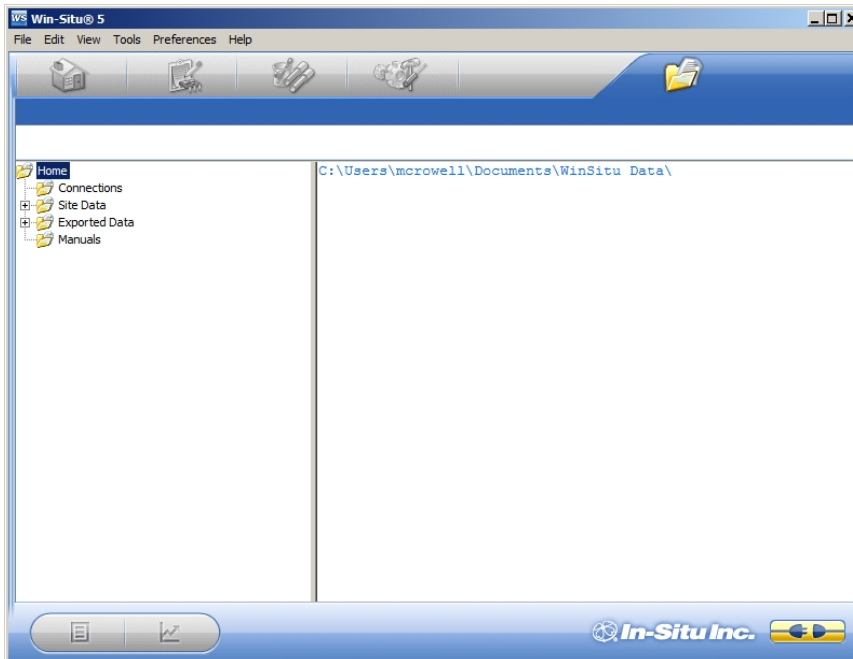 WS Win-Situ® 5
File Edit View Tools Preferences Help
Home
Connections
Site Data
Exported Data
Manuals
C:\Users\mcrowell\Documents\WinSitu Data\
In-Situ Inc.